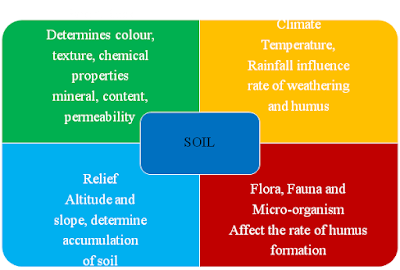 Determines colour,
texture, chemical
properties
mineral, content,
permeability
Climate
Temperature,
Rainfall influence
rate of weathering
and humus
SOIL
Relief
Altitude and
slope, determine
accumulation
of soil
Flora, Fauna and
Micro-organism
Affect the rate of humus
formation